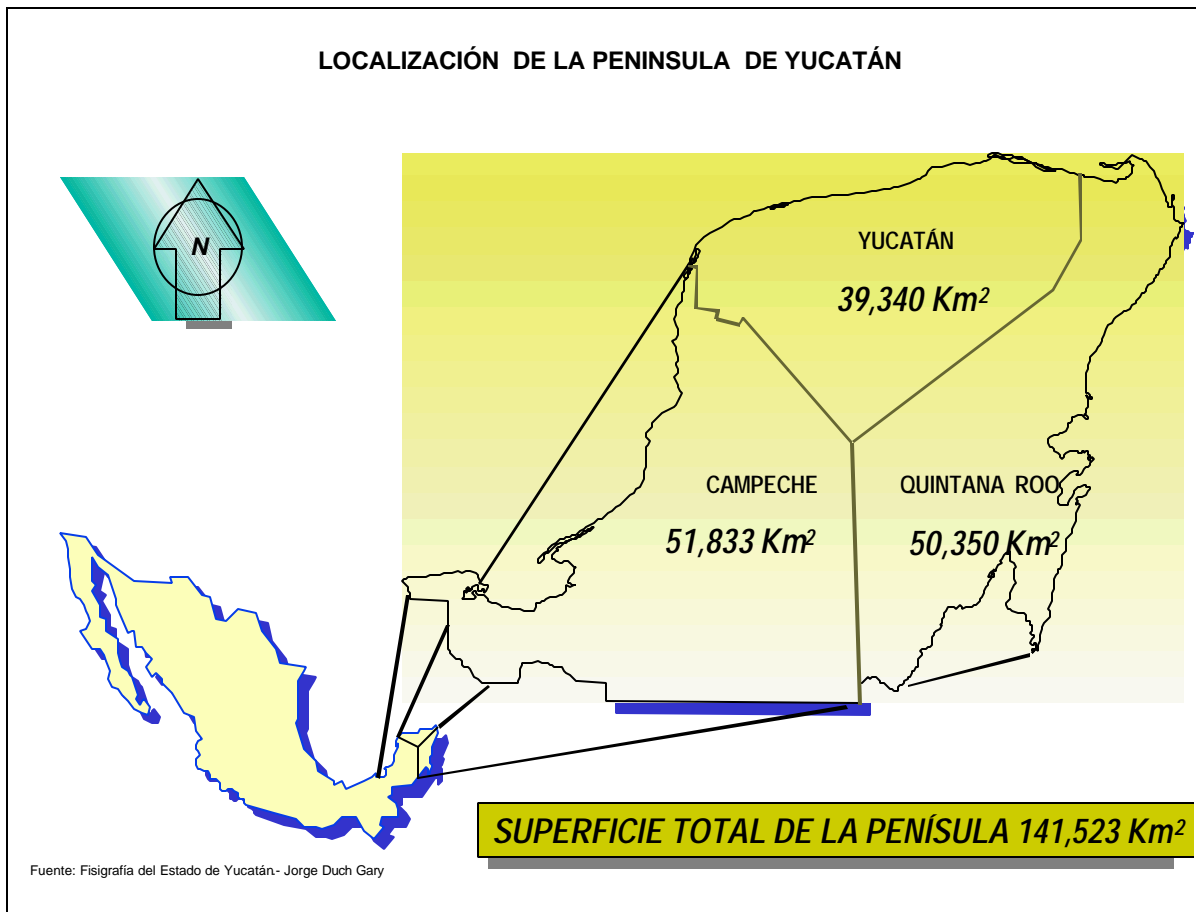 LOCALIZACIÓN DE LA PENINSULA DE YUCATÁN
N
YUCATÁN
39,340 Km²
CAMPECHE
51,833 Km²
QUINTANA ROO
50,350 Km²
SUPERFICIE TOTAL DE LA PENÍSULA 141,523 Km²
Fuente: Fisigrafía del Estado de Yucatán.- Jorge Duch Gary